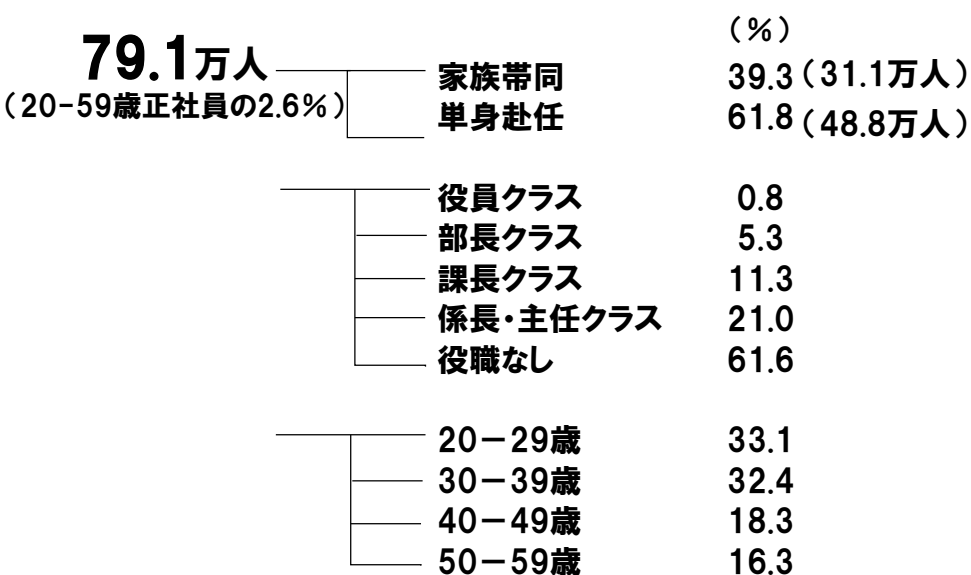 (%)
79.1万人
(20-59歳正社員の2.6%)
家族帯同 39.3(31.1万人)
単身赴任 61.8(48.8万人)
役員クラス 0.8
部長クラス 5.3
課長クラス 11.3
係長・主任クラス 21.0
役職なし 61.6
20-29歳 33.1
30-39歳 32.4
40-49歳 18.3
50-59歳 16.3